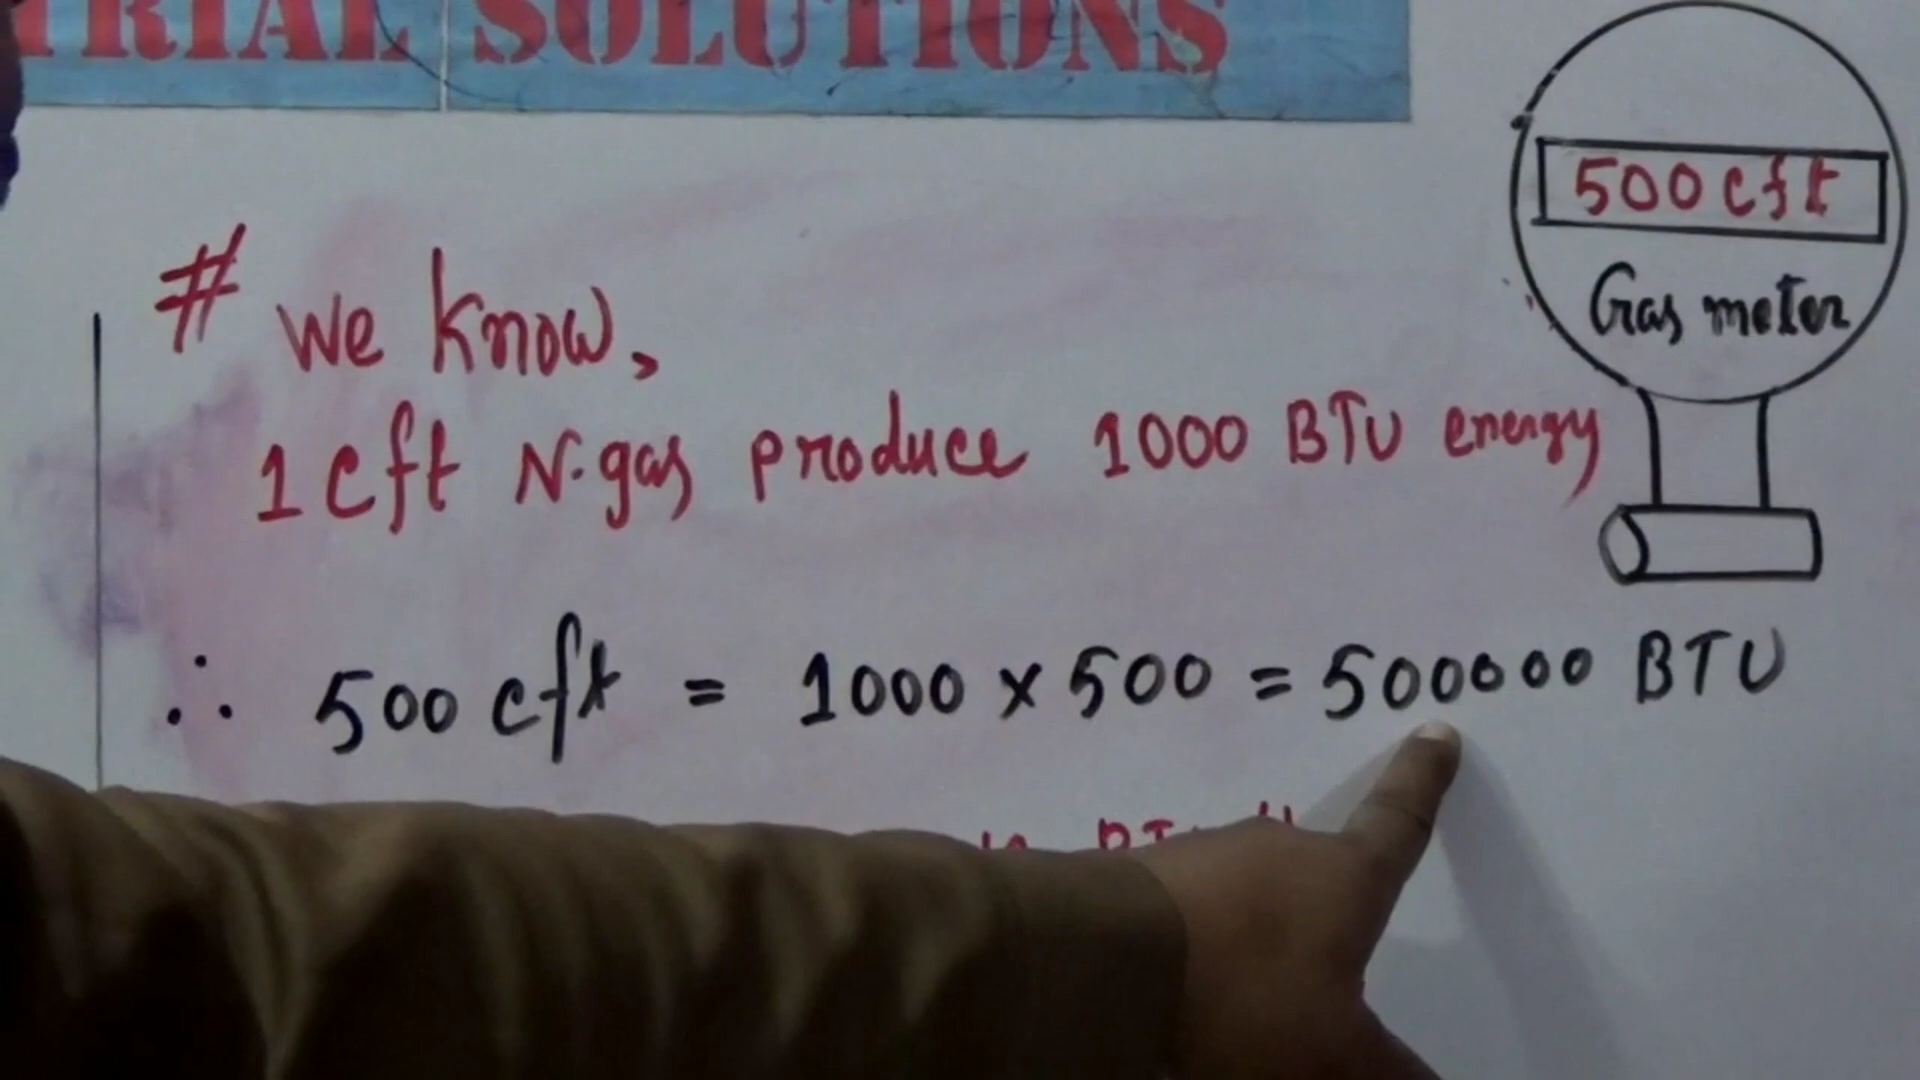 TRIAL SOLUTIONS
500 cft
Gas meter
# We know,
1 cft N.gas produce 1000 BTU energy
∴ 500 cft = 1000 x 500 = 500000 BTU